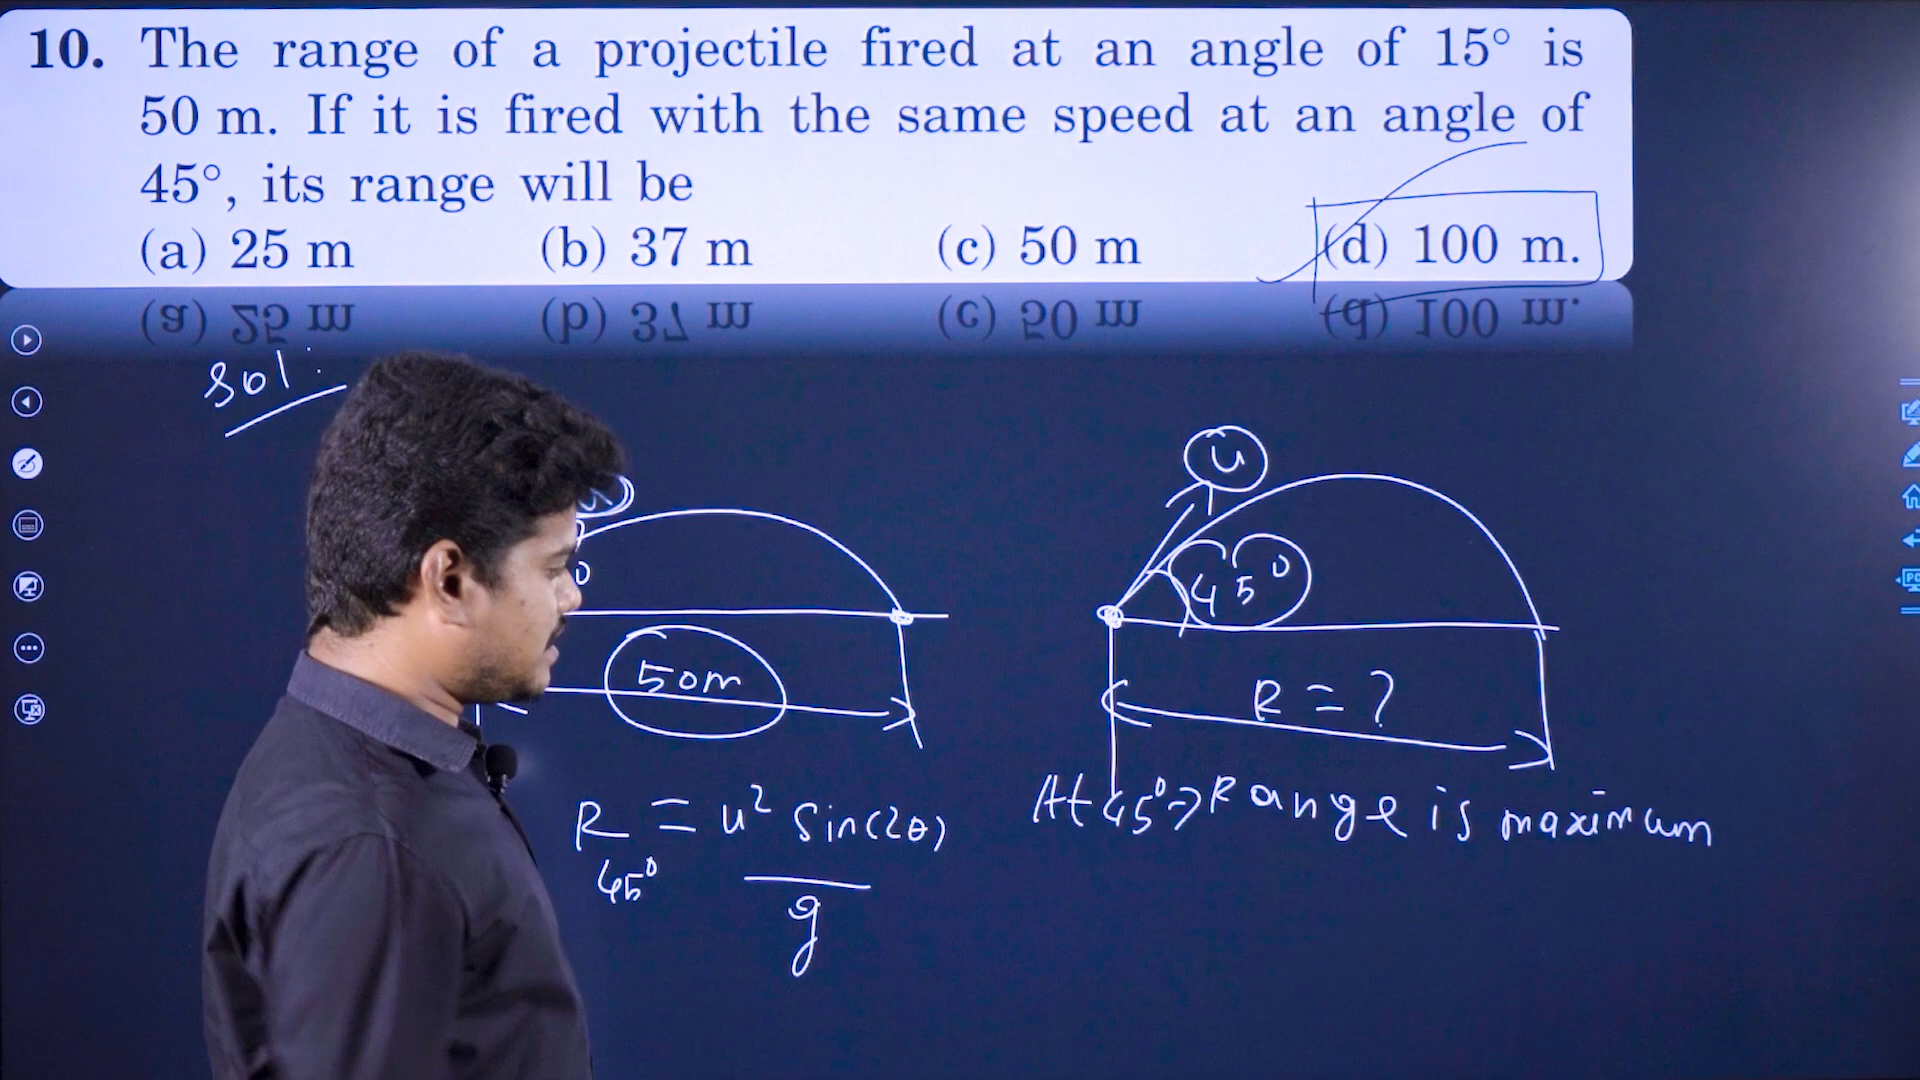 10. The range of a projectile fired at an angle of 15° is
50 m. If it is fired with the same speed at an angle of
45°, its range will be
(a) 25 m (b) 37 m (c) 50 m (d) 100 m.
Sol:
u
u
45°
50m
R = ?
At 45° => Range is maximum
R 45° = u² Sin(2θ)
g